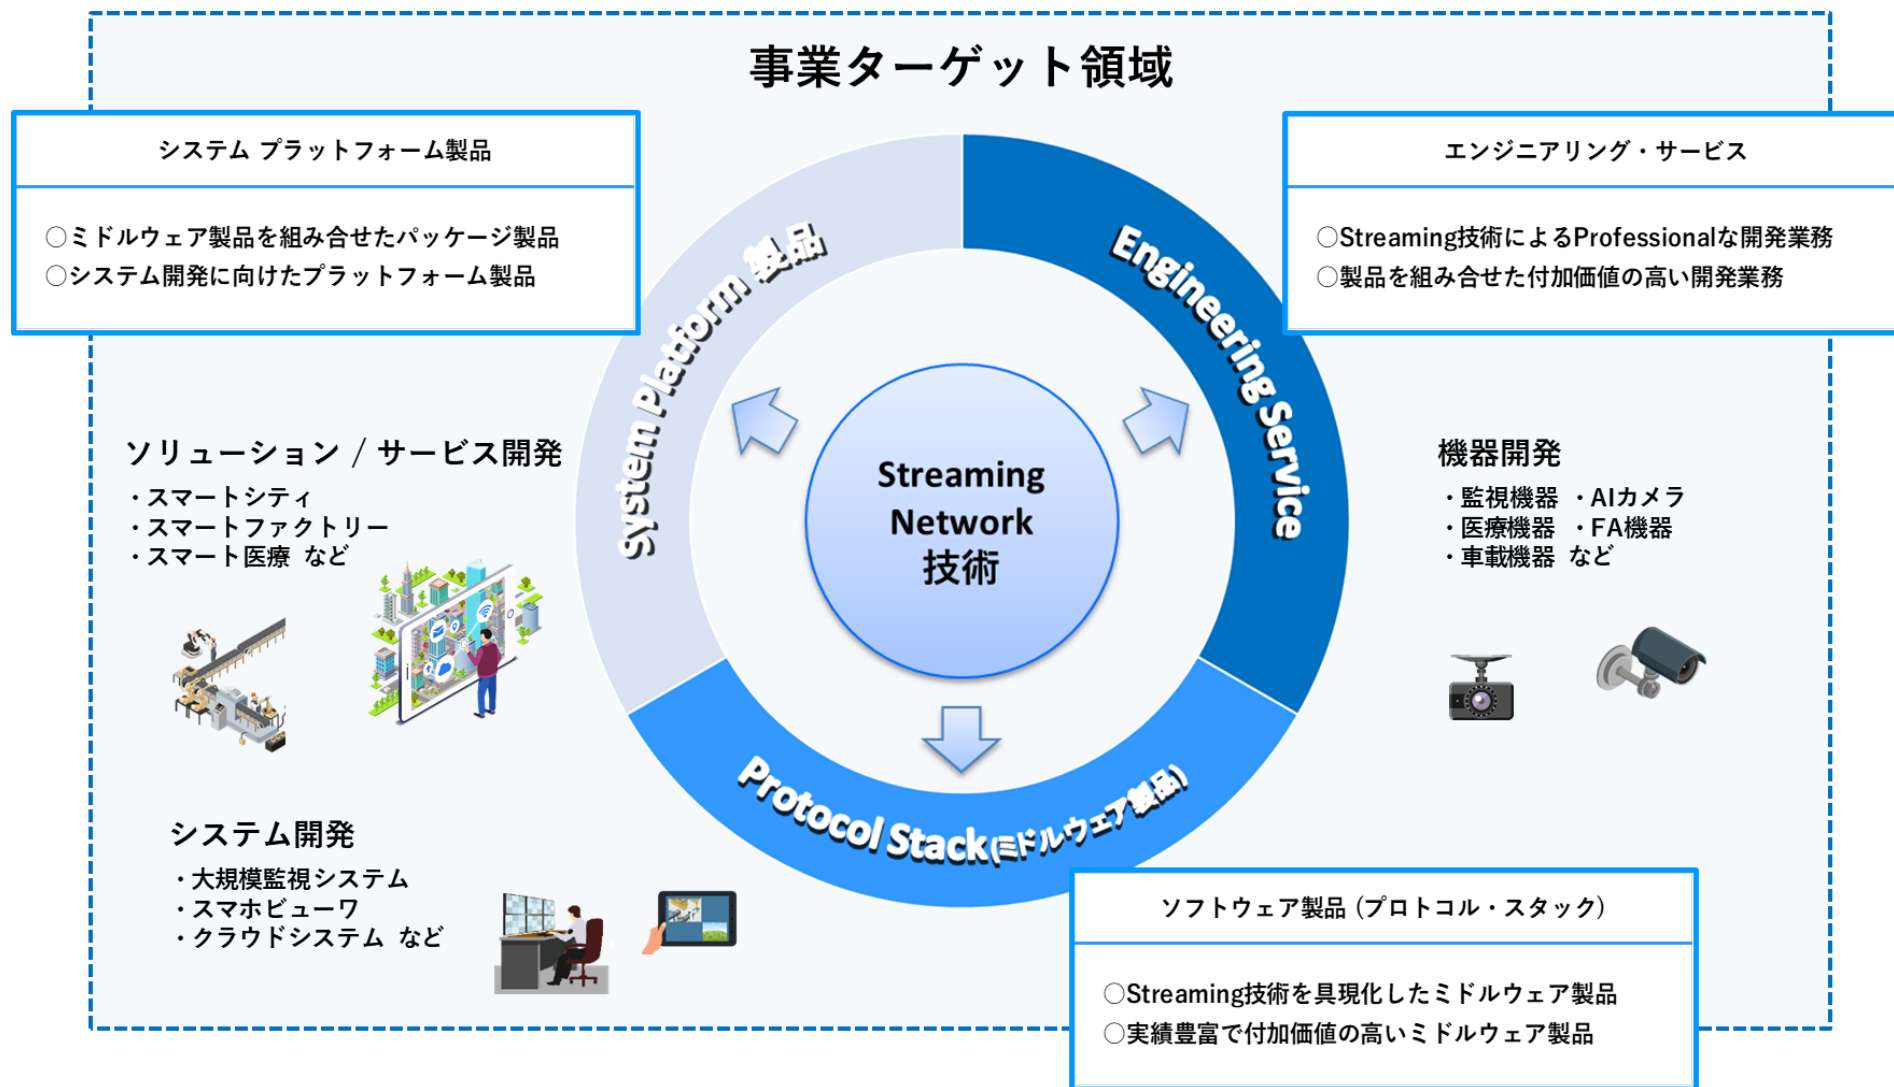 事業ターゲット領域
システム プラットフォーム製品
○ミドルウェア製品を組み合せたパッケージ製品
○システム開発に向けたプラットフォーム製品
エンジニアリング・サービス
○Streaming技術によるProfessionalな開発業務
○製品を組み合せた付加価値の高い開発業務
System Platform 製品
Engineering Service
Streaming
Network
技術
Protocol Stack(ミドルウェア製品)
ソリューション / サービス開発
・スマートシティ
・スマートファクトリー
・スマート医療 など
機器開発
・監視機器 ・AIカメラ
・医療機器 ・FA機器
・車載機器 など
システム開発
・大規模監視システム
・スマホビューワ
・クラウドシステム など
ソフトウェア製品 (プロトコル・スタック)
○Streaming技術を具現化したミドルウェア製品
○実績豊富で付加価値の高いミドルウェア製品